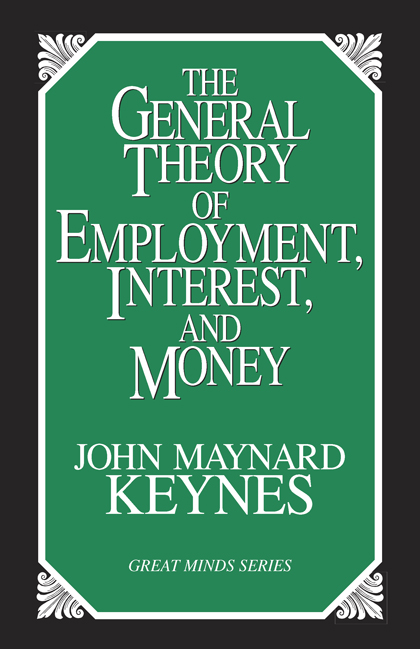 THE
GENERAL
THEORY
OF
EMPLOYMENT,
INTEREST,
AND
MONEY
JOHN MAYNARD
KEYNES
GREAT MINDS SERIES